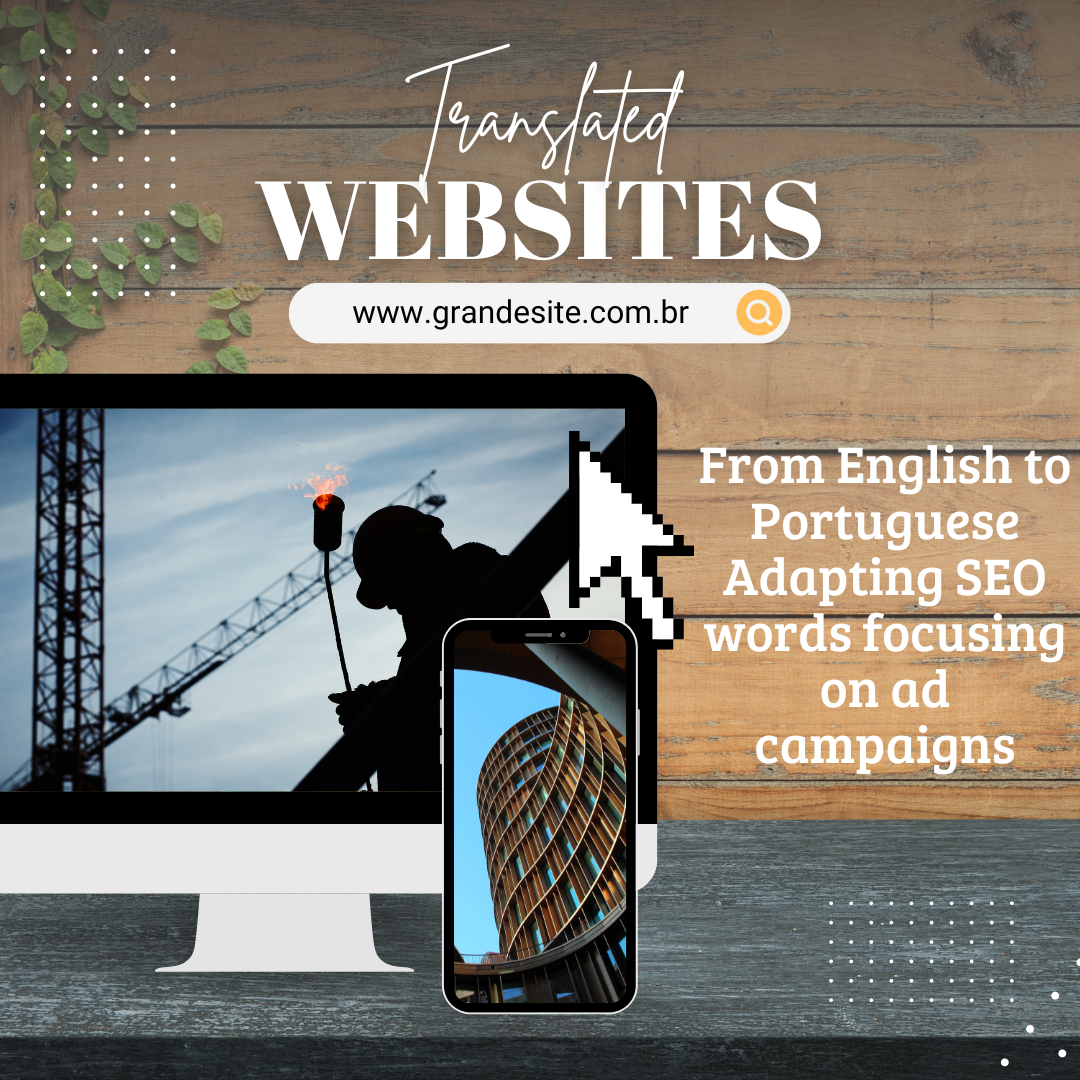 Translated
WEBSITES
www.grandesite.com.br
From English to
Portuguese
Adapting SEO
words focusing
on ad
campaigns